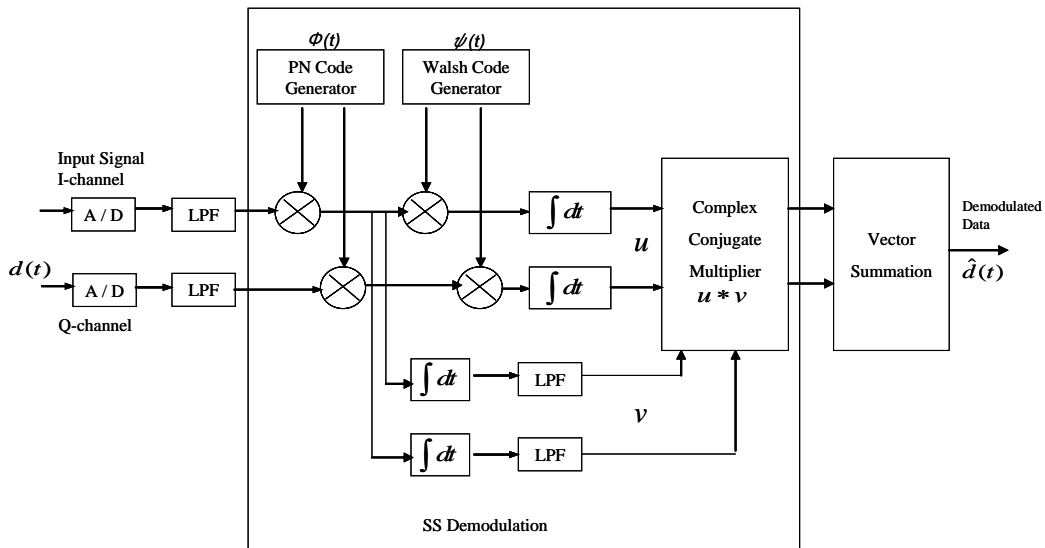 Φ(t)
ψ(t)
PN Code
Generator
Walsh Code
Generator
Input Signal
I-channel
A / D
LPF
∫ dt
u
Complex
Conjugate
Multiplier
u * v
Vector
Summation
Demodulated
Data
d̂(t)
d(t)
A / D
LPF
∫ dt
Q-channel
∫ dt
LPF
v
∫ dt
LPF
SS Demodulation